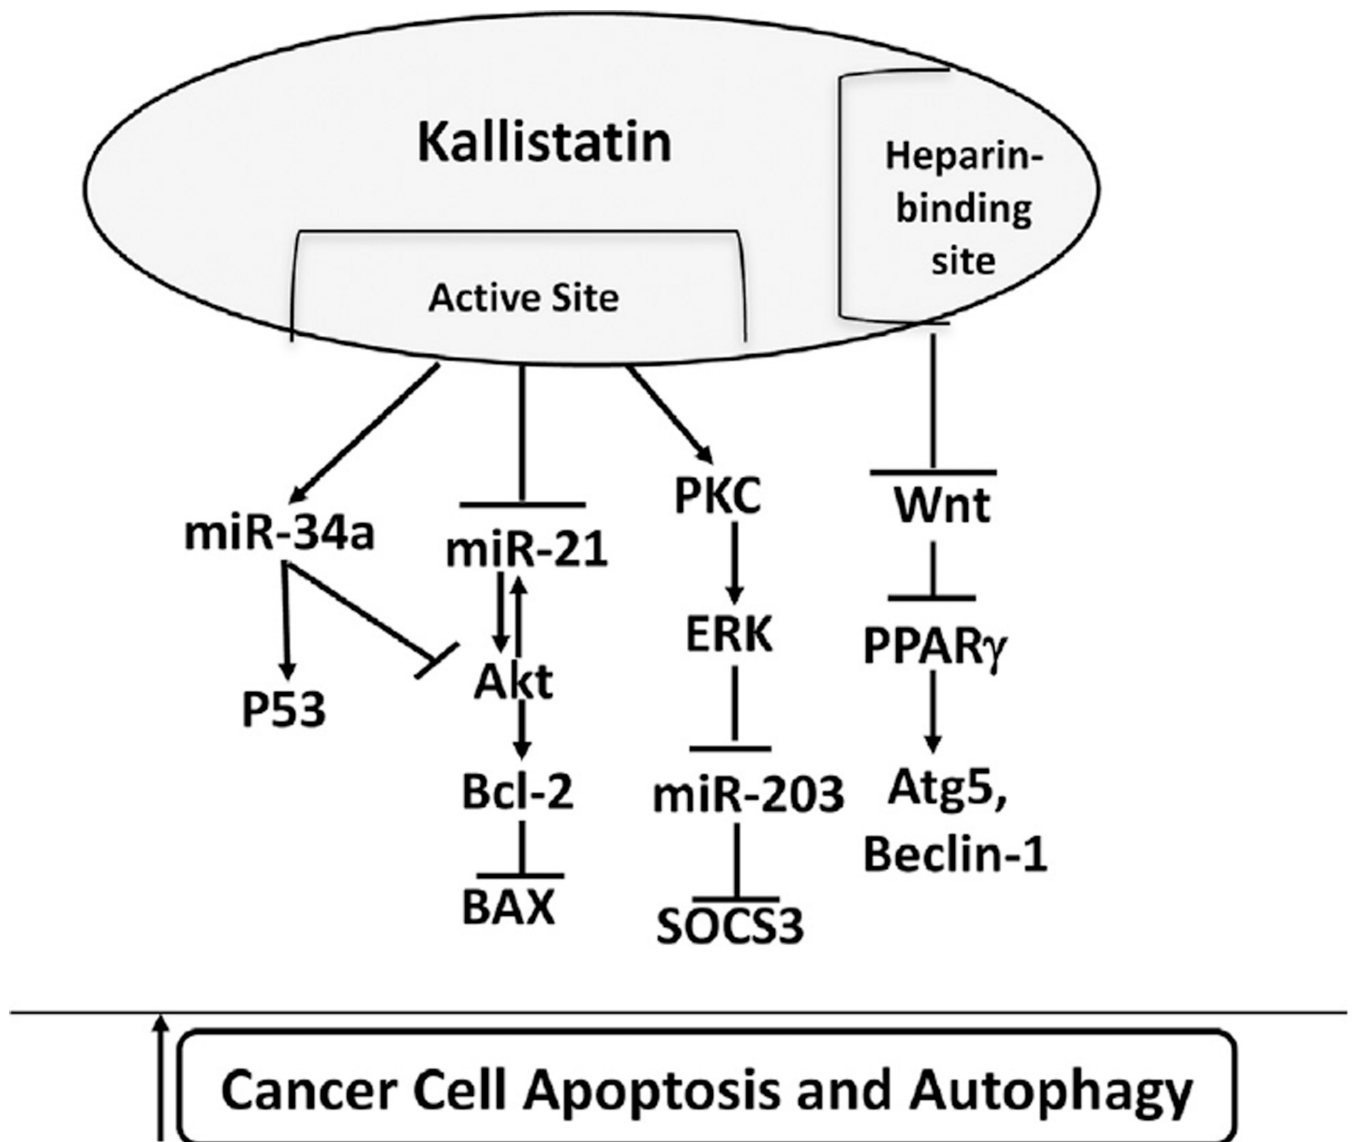 Kallistatin
Heparin-
binding
site
Active Site
miR-34a
miR-21
PKC
Wnt
P53
Akt
ERK
PPARγ
Bcl-2
miR-203
Atg5,
Beclin-1
BAX
SOCS3
Cancer Cell Apoptosis and Autophagy